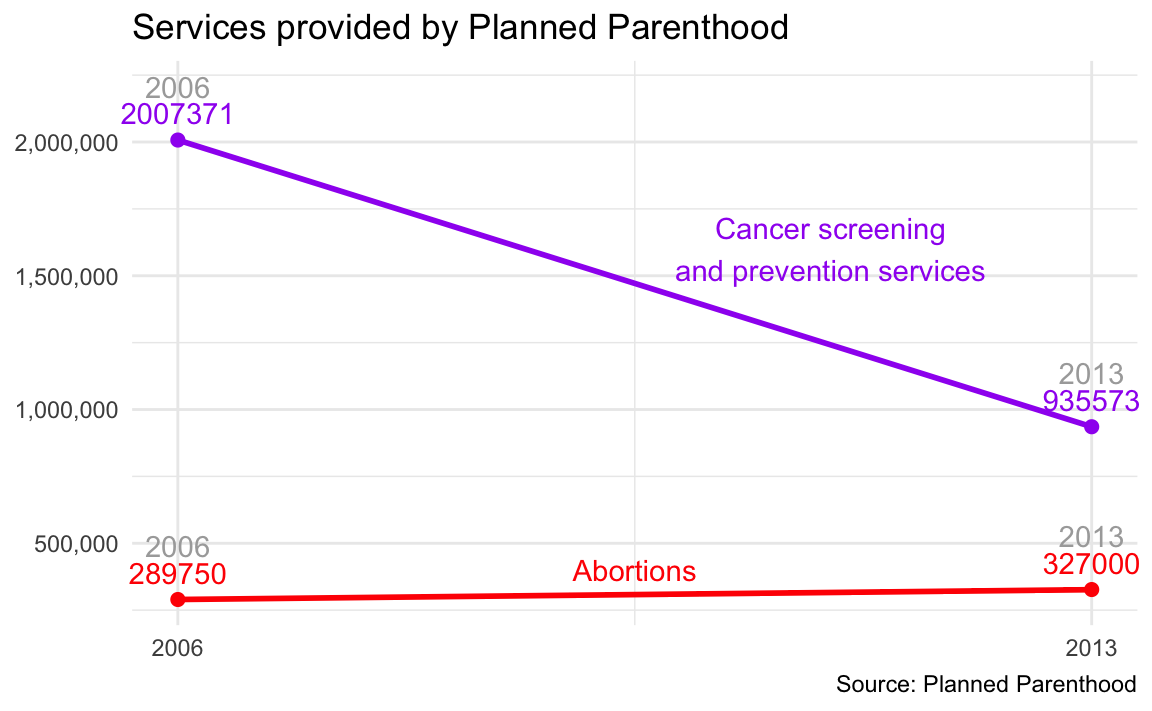 Services provided by Planned Parenthood
2006
2007371
2,000,000
Cancer screening
and prevention services
1,500,000
2013
935573
1,000,000
2013
500,000
2006
327000
289750
Abortions
2006
2013
Source: Planned Parenthood